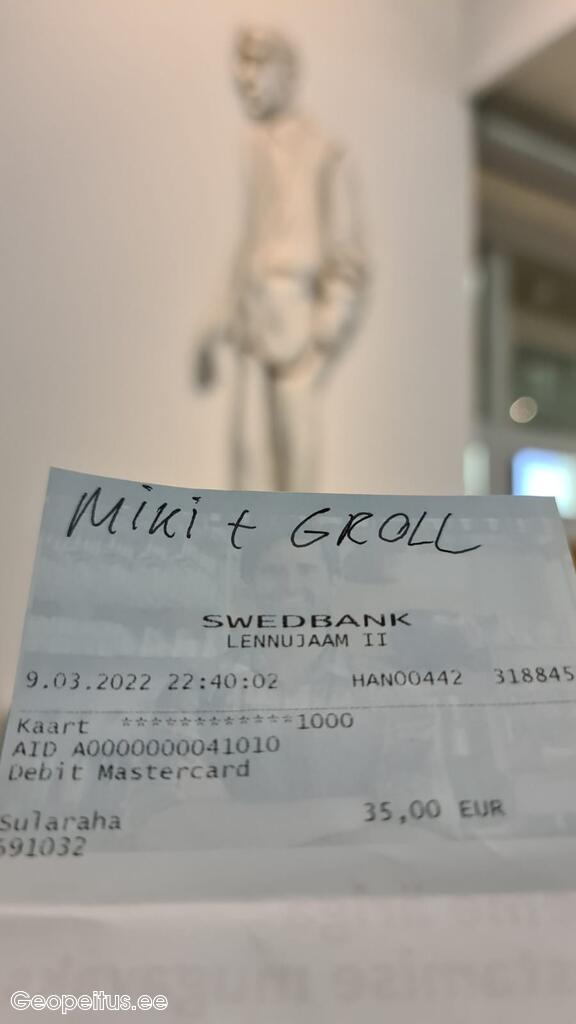 Miki + GROLL
SWEDBANK
LENNUJAAM II
9.03.2022 22:40:02 HAN00442 318845
Kaart ************1000
AID A0000000041010
Debit Mastercard
Sularaha 35,00 EUR
591032
Geopeitus.ee